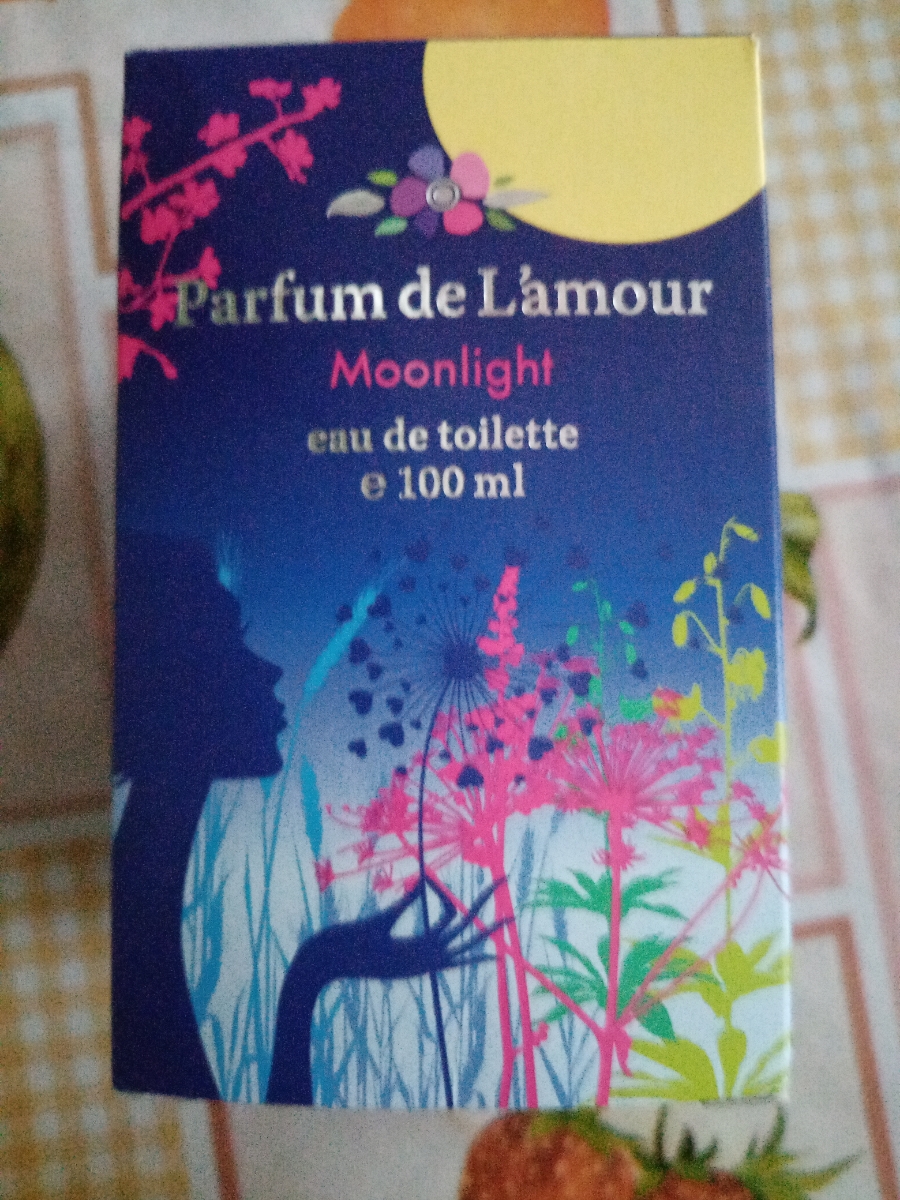 Parfum de L'amour
Moonlight
eau de toilette
e 100 ml